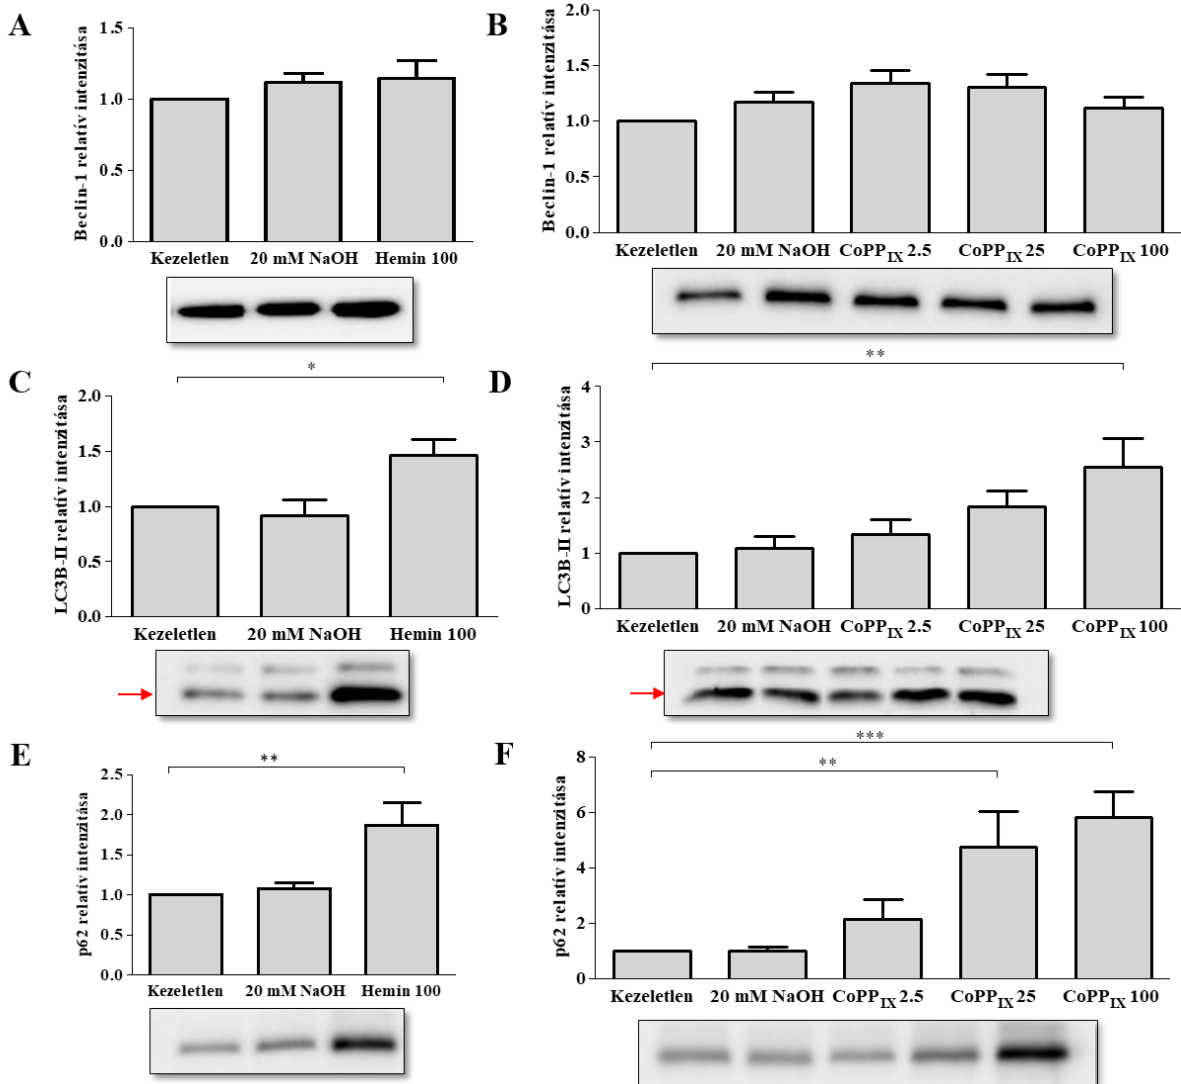 A
Beclin-1 relatív intenzitása
1.5
1.0
0.5
0.0
Kezeletlen 20 mM NaOH Hemin 100
B
Beclin-1 relatív intenzitása
2.0
1.5
1.0
0.5
0.0
Kezeletlen 20 mM NaOH CoPPIX 2.5 CoPPIX 25 CoPPIX 100
C
*
LC3B-II relatív intenzitása
2.0
1.5
1.0
0.5
0.0
Kezeletlen 20 mM NaOH Hemin 100
D
**
LC3B-II relatív intenzitása
4
3
2
1
0
Kezeletlen 20 mM NaOH CoPPIX 2.5 CoPPIX 25 CoPPIX 100
E
**
p62 relatív intenzitása
2.5
2.0
1.5
1.0
0.5
0.0
Kezeletlen 20 mM NaOH Hemin 100
F
***
**
p62 relatív intenzitása
8
6
4
2
0
Kezeletlen 20 mM NaOH CoPPIX 2.5 CoPPIX 25 CoPPIX 100